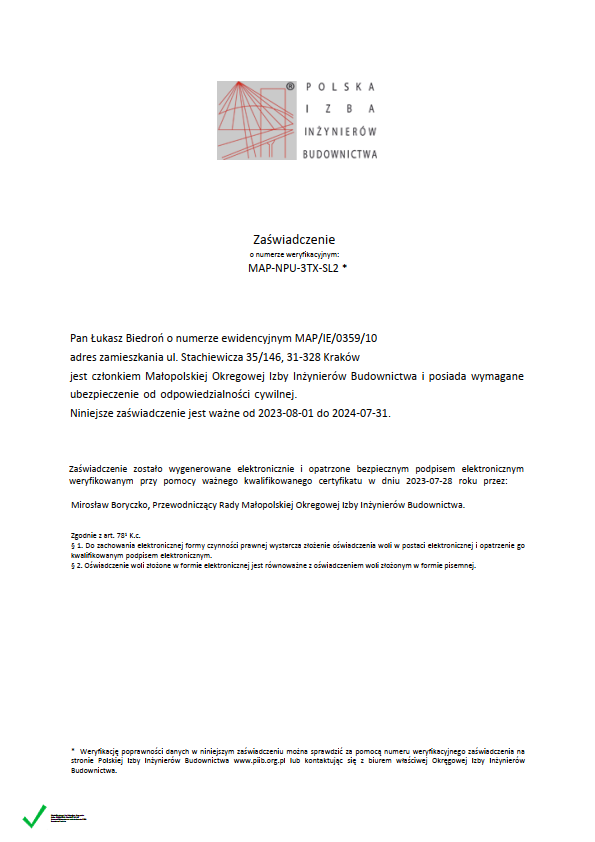 ®
POLSKA
IZBA
INŻYNIERÓW
BUDOWNICTWA
Zaświadczenie
o numerze weryfikacyjnym:
MAP-NPU-3TX-SL2 *
Pan Łukasz Biedroń o numerze ewidencyjnym MAP/IE/0359/10
adres zamieszkania ul. Stachiewicza 35/146, 31-328 Kraków
jest członkiem Małopolskiej Okręgowej Izby Inżynierów Budownictwa i posiada wymagane
ubezpieczenie od odpowiedzialności cywilnej.
Niniejsze zaświadczenie jest ważne od 2023-08-01 do 2024-07-31.
Zaświadczenie zostało wygenerowane elektronicznie i opatrzone bezpiecznym podpisem elektronicznym
weryfikowanym przy pomocy ważnego kwalifikowanego certyfikatu w dniu 2023-07-28 roku przez:
Mirosław Boryczko, Przewodniczący Rady Małopolskiej Okręgowej Izby Inżynierów Budownictwa.
Zgodnie z art. 78¹ K.c.
§ 1. Do zachowania elektronicznej formy czynności prawnej wystarcza złożenie oświadczenia woli w postaci elektronicznej i opatrzenie go
kwalifikowanym podpisem elektronicznym.
§ 2. Oświadczenie woli złożone w formie elektronicznej jest równoważne z oświadczeniem woli złożonym w formie pisemnej.
* Weryfikację poprawności danych w niniejszym zaświadczeniu można sprawdzić za pomocą numeru weryfikacyjnego zaświadczenia na
stronie Polskiej Izby Inżynierów Budownictwa www.piib.org.pl lub kontaktując się z biurem właściwej Okręgowej Izby Inżynierów
Budownictwa.